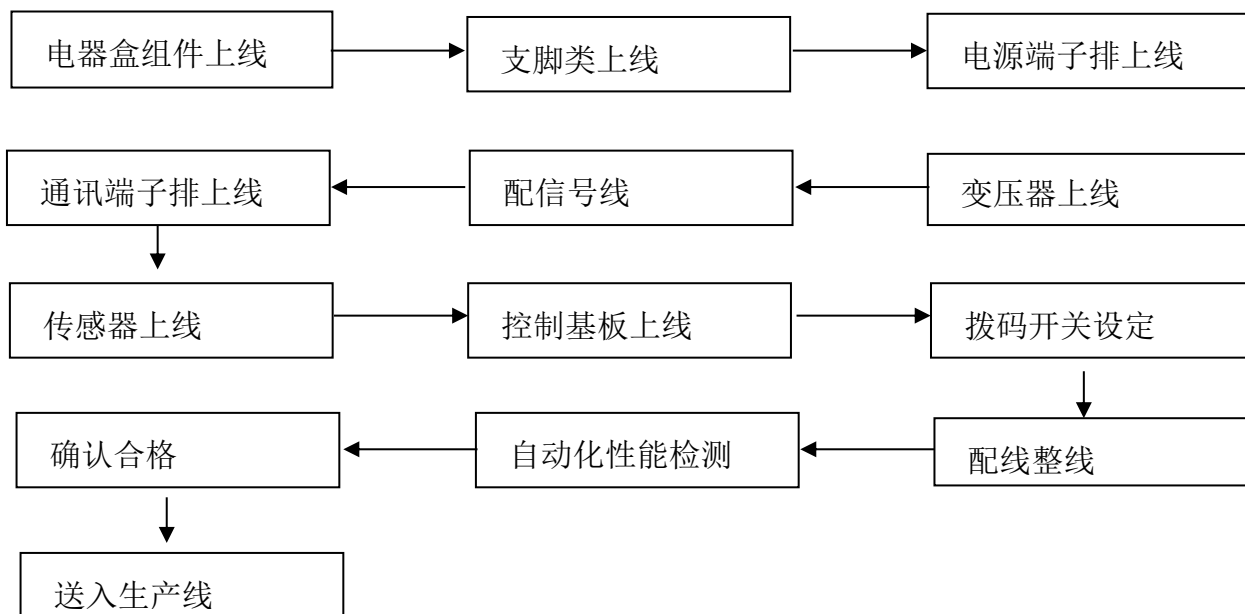 电器盒组件上线
支脚类上线
电源端子排上线
通讯端子排上线
配信号线
变压器上线
传感器上线
控制基板上线
拨码开关设定
确认合格
自动化性能检测
配线整线
送入生产线